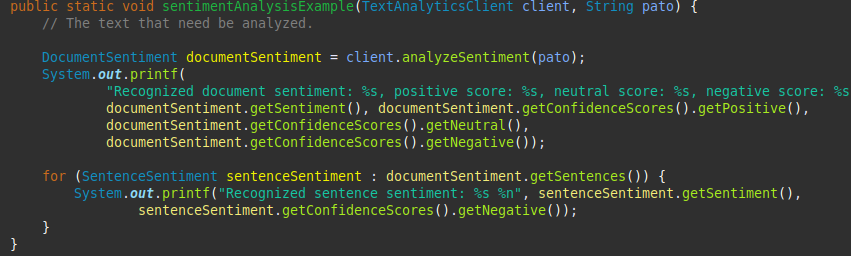 public static void sentimentAnalysisExample(TextAnalyticsClient client, String pato) {
// The text that need be analyzed.
DocumentSentiment documentSentiment = client.analyzeSentiment(pato);
System.out.printf(
"Recognized document sentiment: %s, positive score: %s, neutral score: %s, negative score: %s
documentSentiment.getSentiment(), documentSentiment.getConfidenceScores().getPositive(),
documentSentiment.getConfidenceScores().getNeutral(),
documentSentiment.getConfidenceScores().getNegative());
for (SentenceSentiment sentenceSentiment : documentSentiment.getSentences()) {
System.out.printf("Recognized sentence sentiment: %s %n", sentenceSentiment.getSentiment(),
sentenceSentiment.getConfidenceScores().getNegative());
}
}